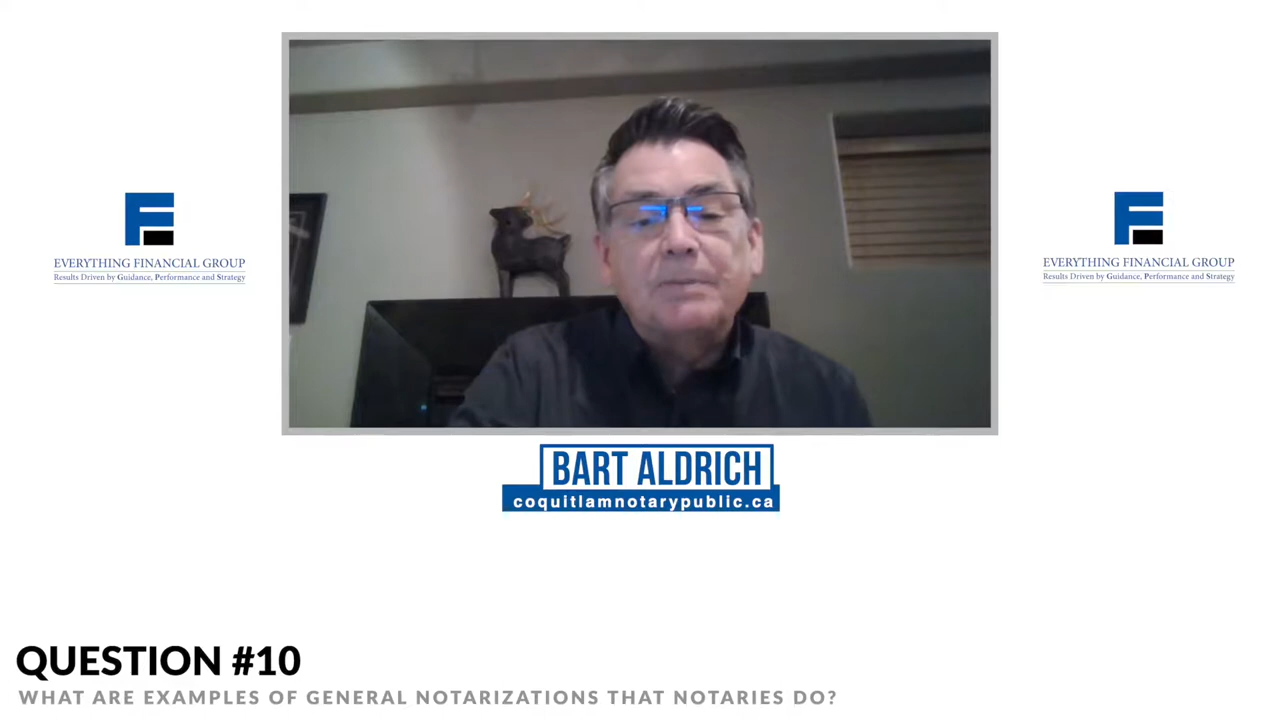 EVERYTHING FINANCIAL GROUP
Results Driven by Guidance, Performance and Strategy
EVERYTHING FINANCIAL GROUP
Results Driven by Guidance, Performance and Strategy
BART ALDRICH
coquitlamnotarypublic.ca
QUESTION #10
WHAT ARE EXAMPLES OF GENERAL NOTARIZATIONS THAT NOTARIES DO?